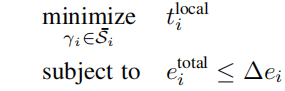 minimize t_i^local
γ_i∈S̄_i
subject to e_i^total ≤ Δe_i